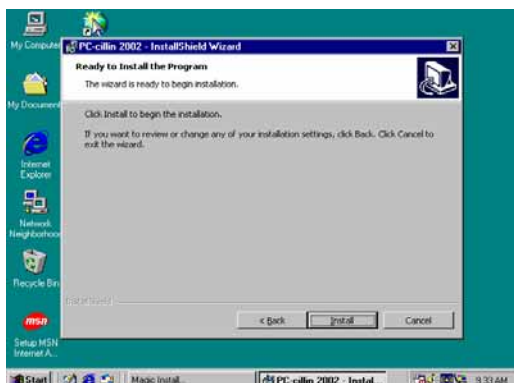 My Computer
PC-cillin 2002 - InstallShield Wizard
Ready to Install the Program
The wizard is ready to begin installation.
My Document
Click Install to begin the installation.
If you want to review or change any of your installation settings, click Back. Click Cancel to
exit the wizard.
Internet
Explorer
Network
Neighborhoo
Recycle Bin
InstallShield
< Back
Install
Cancel
msn
Setup MSN
Internet A...
Start
Magic Install...
PC-cillin 2002 - Instal...
9:33 AM